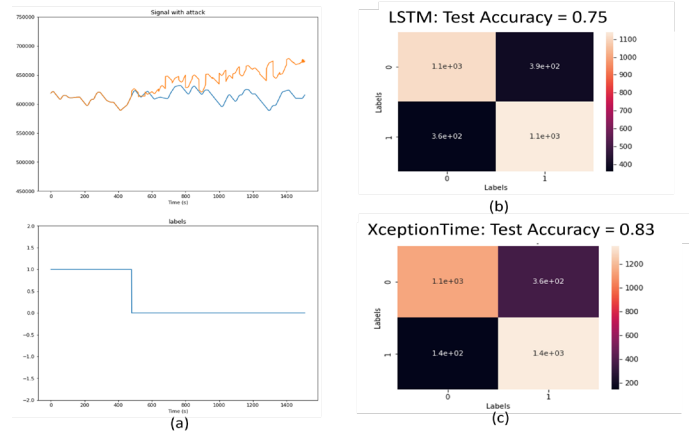 Signal with attack
750000
700000
650000
600000
550000
500000
450000
0 200 400 600 800 1000 1200 1400
Time (s)
labels
2.0
1.5
1.0
0.5
0.0
−0.5
−1.0
−1.5
−2.0
0 200 400 600 800 1000 1200 1400
Time (s)
(a)
LSTM: Test Accuracy = 0.75
Labels
0
1
1.1e+03 3.9e+02
3.6e+02 1.1e+03
0 1
Labels
1100
1000
900
800
700
600
500
400
(b)
XceptionTime: Test Accuracy = 0.83
Labels
0
1
1.1e+03 3.6e+02
1.4e+02 1.4e+03
0 1
Labels
1200
1000
800
600
400
200
(c)